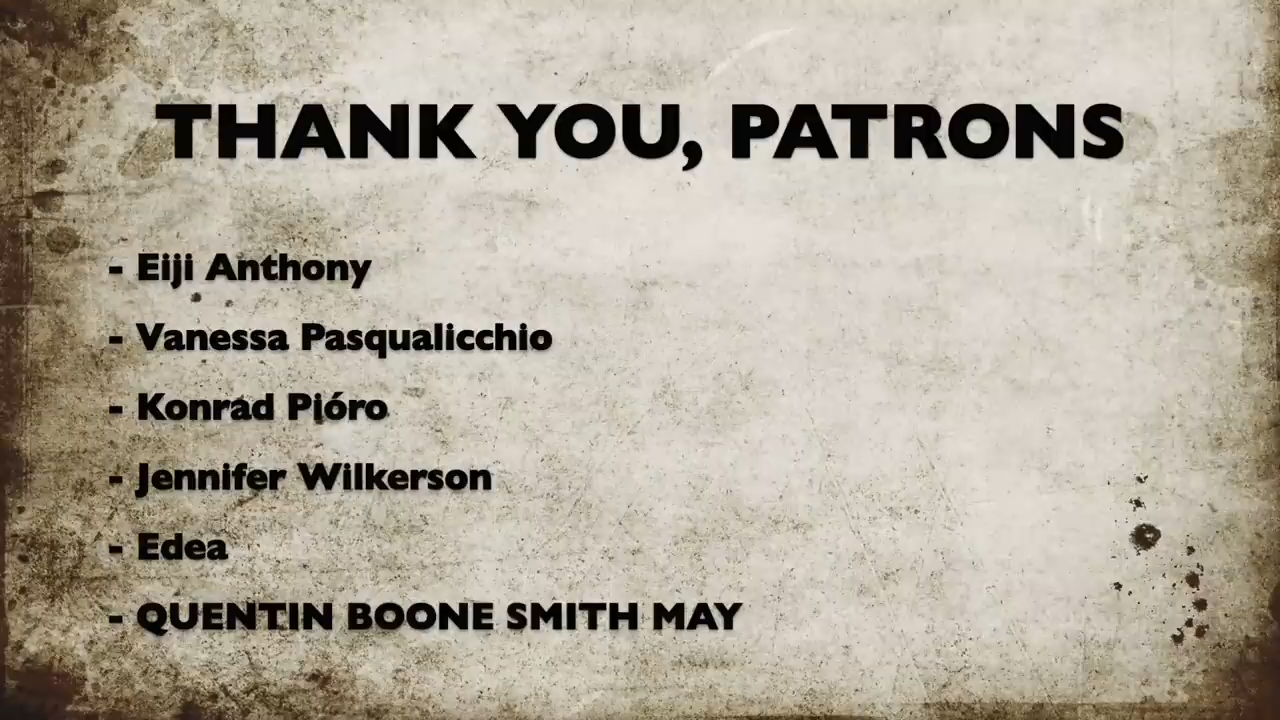 THANK YOU, PATRONS
- Eiji Anthony
- Vanessa Pasqualicchio
- Konrad Pióro
- Jennifer Wilkerson
- Edea
- QUENTIN BOONE SMITH MAY